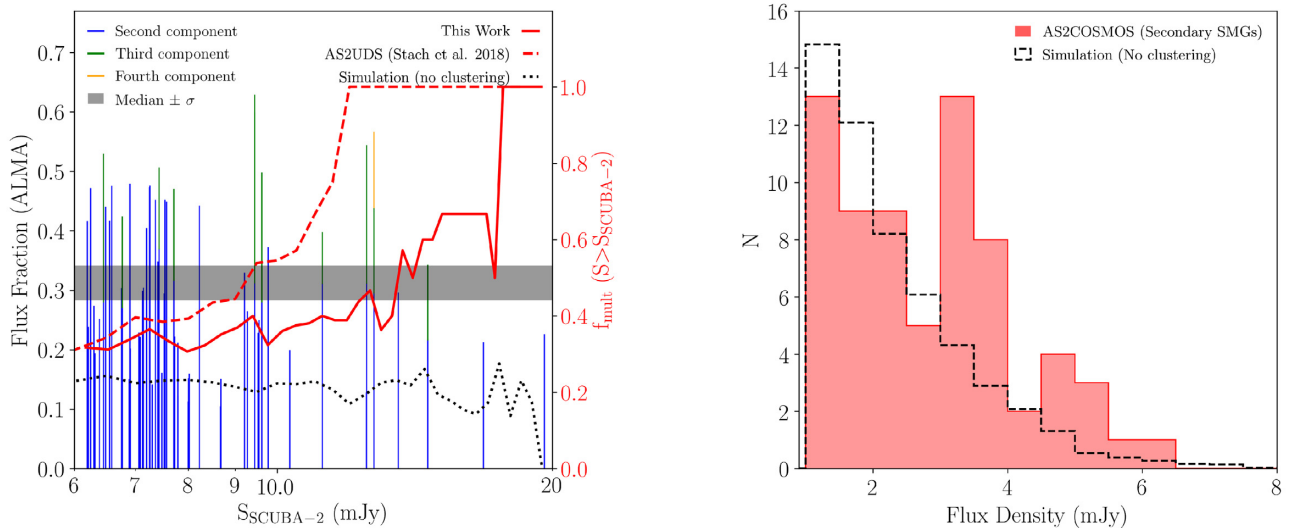 Second component
Third component
Fourth component
Median ± σ
This Work
AS2UDS (Stach et al. 2018)
Simulation (no clustering)
Flux Fraction (ALMA)
0.7
0.6
0.5
0.4
0.3
0.2
0.1
0.0
1.0
0.8
0.6
0.4
0.2
0.0
f_mult (S>S_SCUBA−2)
6 7 8 9 10.0 20
S_SCUBA−2 (mJy)
AS2COSMOS (Secondary SMGs)
Simulation (No clustering)
N
16
14
12
10
8
6
4
2
0
2 4 6 8
Flux Density (mJy)